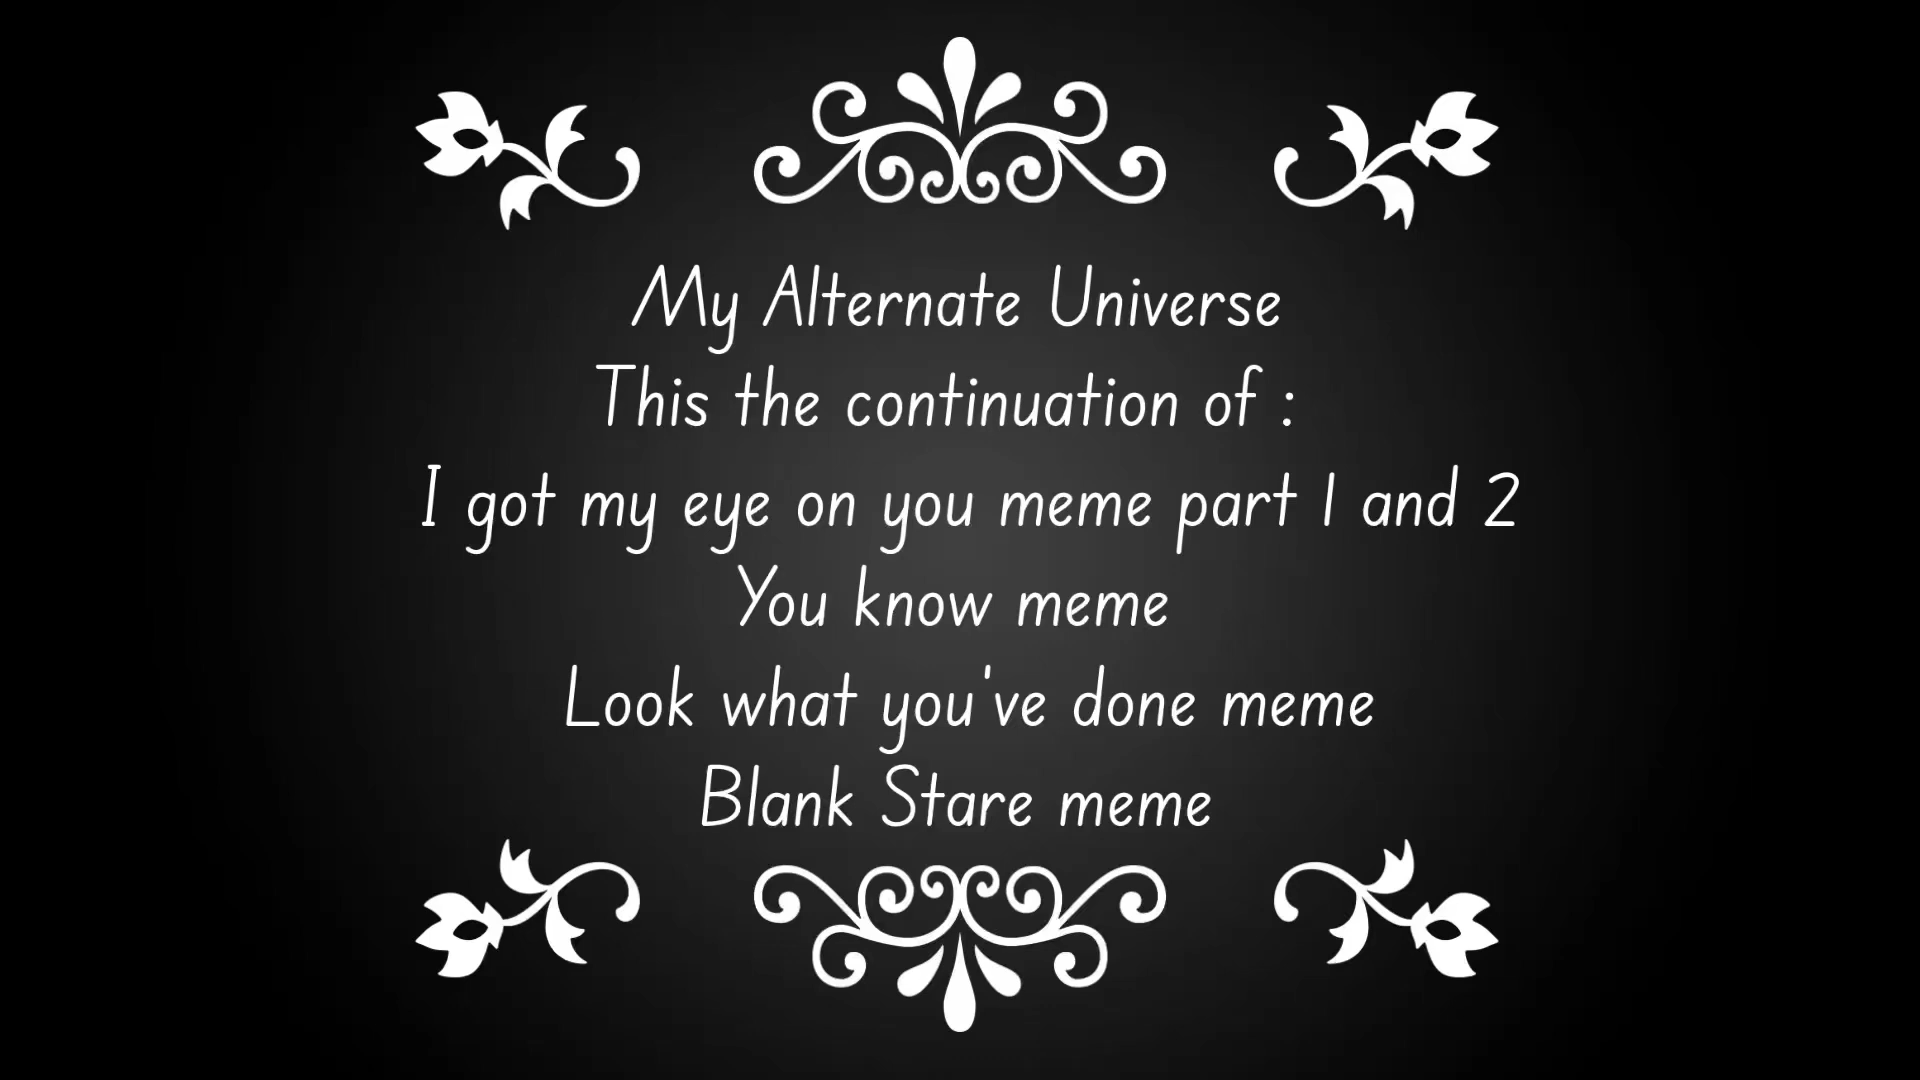 My Alternate Universe
This the continuation of :
I got my eye on you meme part 1 and 2
You know meme
Look what you've done meme
Blank Stare meme